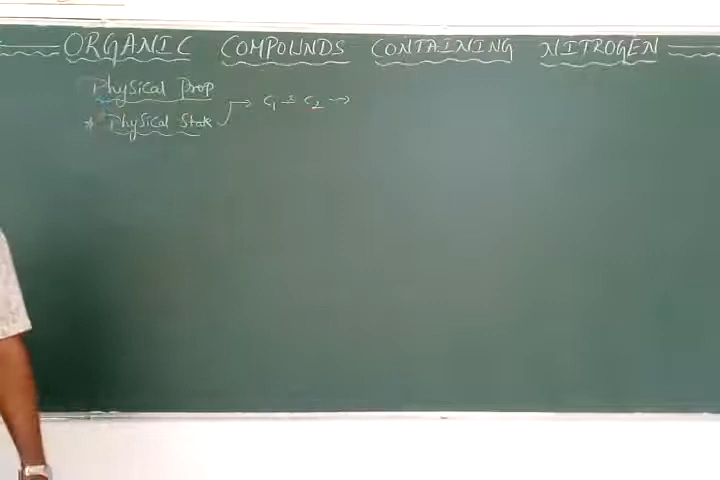 ORGANIC COMPOUNDS CONTAINING NITROGEN
Physical Prop
* Physical State → C1 & C2 →